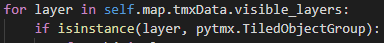 for layer in self.map.tmxData.visible_layers:
    if isinstance(layer, pytmx.TiledObjectGroup):